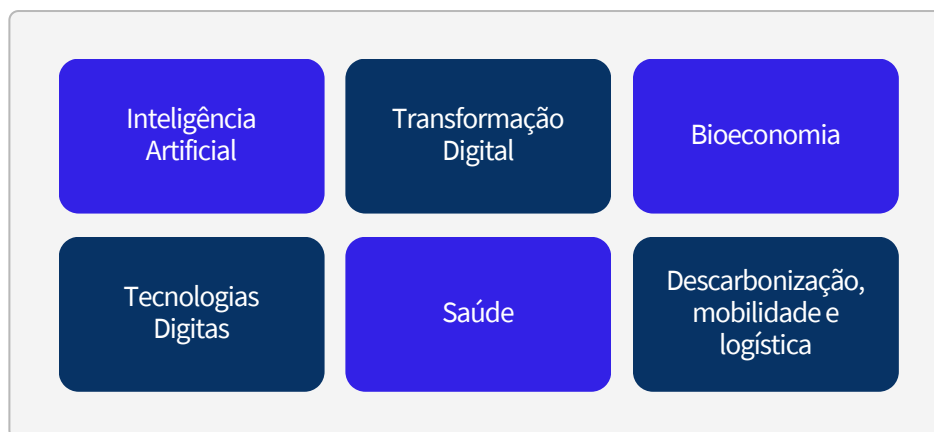 Inteligência
Artificial
Transformação
Digital
Bioeconomia
Tecnologias
Digitas
Saúde
Descarbonização,
mobilidade e
logística